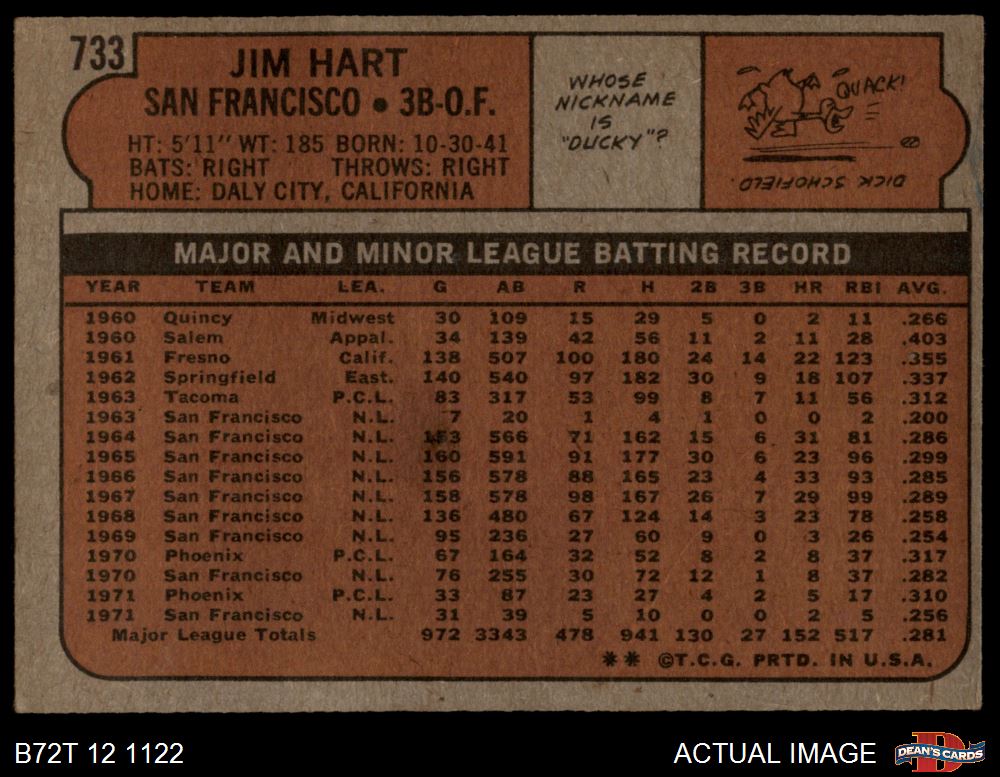 733
JIM HART
SAN FRANCISCO • 3B-O.F.
HT: 5'11" WT: 185 BORN: 10-30-41
BATS: RIGHT THROWS: RIGHT
HOME: DALY CITY, CALIFORNIA
WHOSE
NICKNAME
IS
"DUCKY"?
QUACK!
DICK SCHOFIELD.
MAJOR AND MINOR LEAGUE BATTING RECORD
YEAR TEAM LEA. G AB R H 2B 3B HR RBI AVG.
1960 Quincy Midwest 30 109 15 29 5 0 2 11 .266
1960 Salem Appal. 34 139 42 56 11 2 11 28 .403
1961 Fresno Calif. 138 507 100 180 24 14 22 123 .355
1962 Springfield East. 140 540 97 182 30 9 18 107 .337
1963 Tacoma P.C.L. 83 317 53 99 8 7 11 56 .312
1963 San Francisco N.L. 7 20 1 4 1 0 0 2 .200
1964 San Francisco N.L. 153 566 71 162 15 6 31 81 .286
1965 San Francisco N.L. 160 591 91 177 30 6 23 96 .299
1966 San Francisco N.L. 156 578 88 165 23 4 33 93 .285
1967 San Francisco N.L. 158 578 98 167 26 7 29 99 .289
1968 San Francisco N.L. 136 480 67 124 14 3 23 78 .258
1969 San Francisco N.L. 95 236 27 60 9 0 3 26 .254
1970 Phoenix P.C.L. 67 164 32 52 8 2 8 37 .317
1970 San Francisco N.L. 76 255 30 72 12 1 8 37 .282
1971 Phoenix P.C.L. 33 87 23 27 4 2 5 17 .310
1971 San Francisco N.L. 31 39 5 10 0 0 2 5 .256
Major League Totals 972 3343 478 941 130 27 152 517 .281
** ©T.C.G. PRTD. IN U.S.A.
B72T 12 1122
ACTUAL IMAGE
DEAN'S CARDS